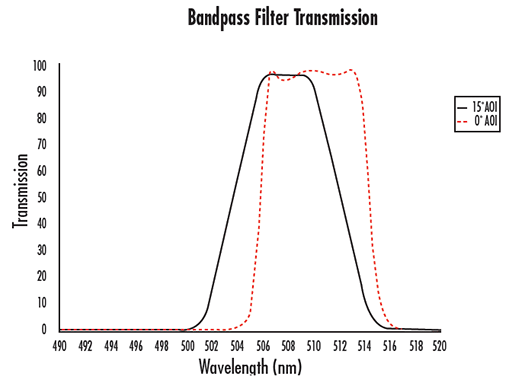 Bandpass Filter Transmission
100
90
80
70
60
50
40
30
20
10
0
Transmission
490 492 494 496 498 500 502 504 506 508 510 512 514 516 518 520
Wavelength (nm)
15° AOI
0° AOI